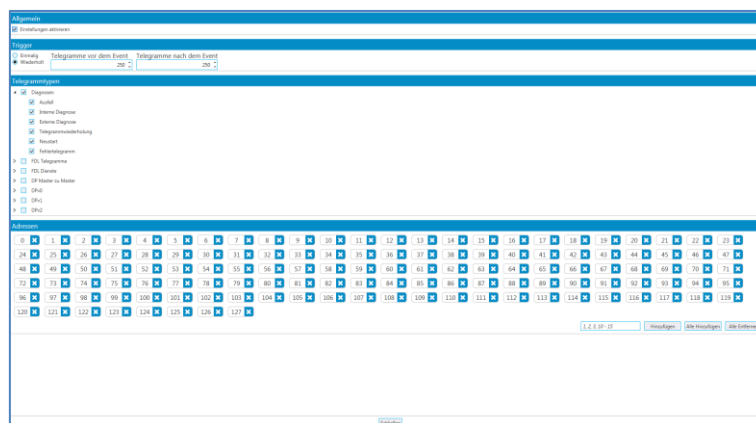 Allgemein
Einstellungen aktivieren
Trigger
Einmalig Telegramme vor dem Event Telegramme nach dem Event
Wiederholt 250 250
Telegrammtypen
Diagnosen
Ausfall
Interne Diagnose
Externe Diagnose
Telegrammwiederholung
Neustart
Fehlertelegramm
FDL Telegramme
FDL Dienste
DP Master zu Master
DPv0
DPv1
DPv2
Adressen
0 1 2 3 4 5 6 7 8 9 10 11 12 13 14 15 16 17 18 19 20 21 22 23
24 25 26 27 28 29 30 31 32 33 34 35 36 37 38 39 40 41 42 43 44 45 46 47
48 49 50 51 52 53 54 55 56 57 58 59 60 61 62 63 64 65 66 67 68 69 70 71
72 73 74 75 76 77 78 79 80 81 82 83 84 85 86 87 88 89 90 91 92 93 94 95
96 97 98 99 100 101 102 103 104 105 106 107 108 109 110 111 112 113 114 115 116 117 118 119
120 121 122 123 124 125 126 127
1, 2, 3, 10 - 15 Hinzufügen Alle Hinzufügen Alle Entferne